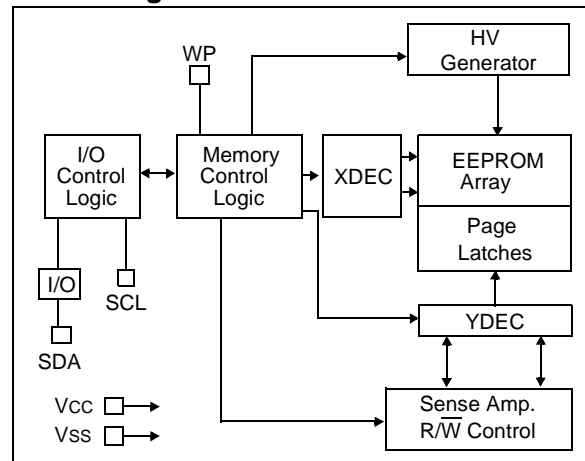 HV
Generator
WP
I/O
Control
Logic
Memory
Control
Logic
XDEC
EEPROM
Array
Page
Latches
I/O
SCL
SDA
YDEC
VCC
VSS
Sense Amp.
R/W̅ Control